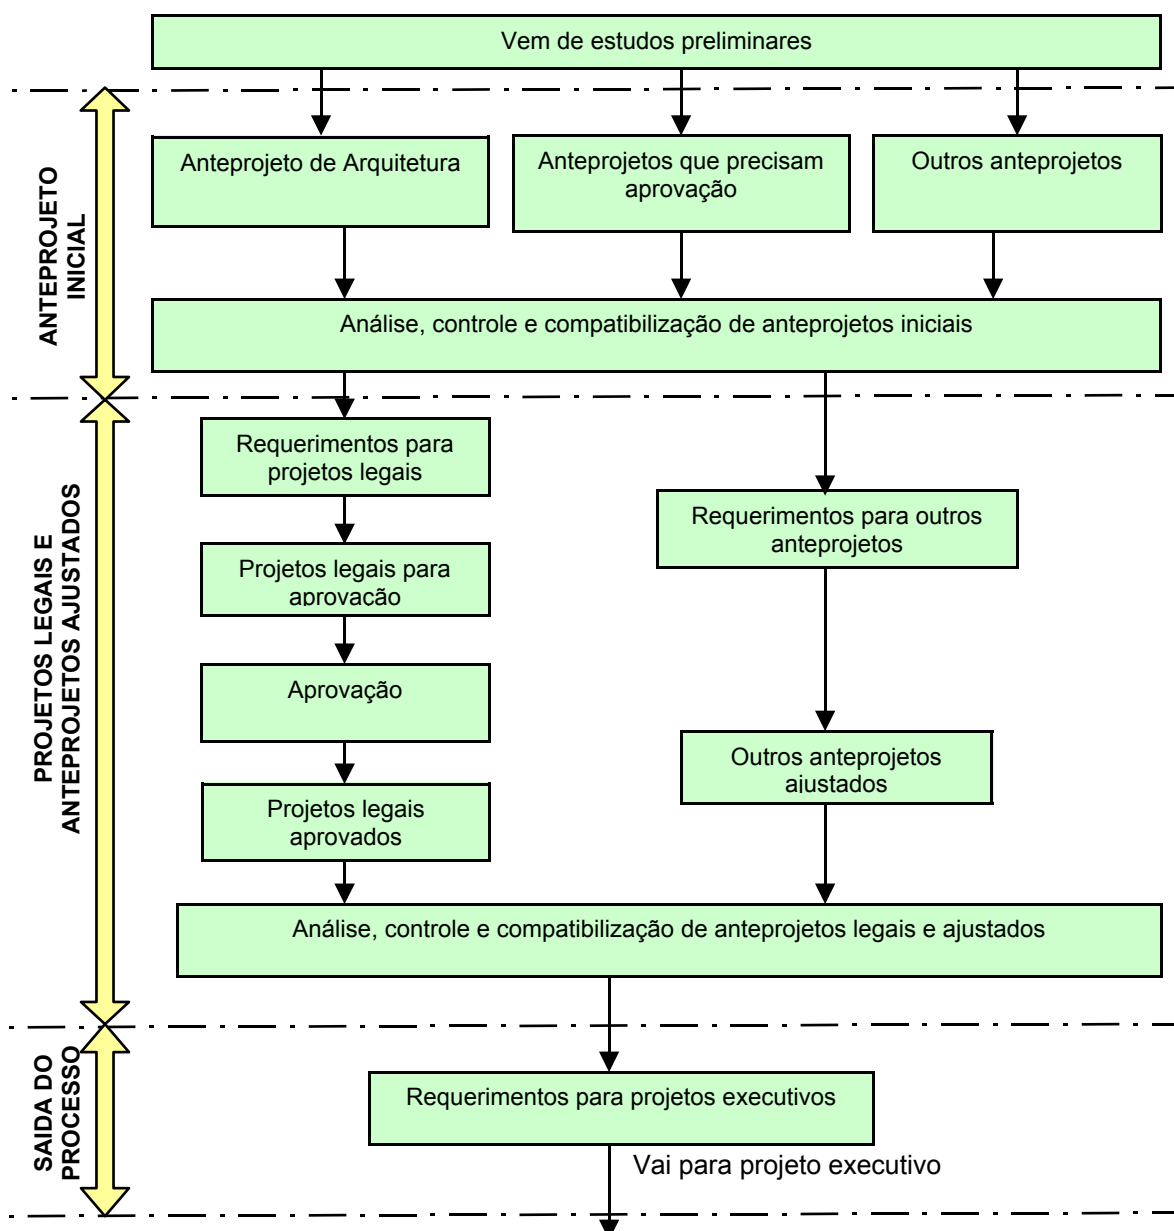 Vem de estudos preliminares
ANTEPROJETO
INICIAL
Anteprojeto de Arquitetura
Anteprojetos que precisam
aprovação
Outros anteprojetos
Análise, controle e compatibilização de anteprojetos iniciais
PROJETOS LEGAIS E
ANTEPROJETOS AJUSTADOS
Requerimentos para
projetos legais
Requerimentos para outros
anteprojetos
Projetos legais para
aprovação
Aprovação
Outros anteprojetos
ajustados
Projetos legais
aprovados
Análise, controle e compatibilização de anteprojetos legais e ajustados
SAIDA DO
PROCESSO
Requerimentos para projetos executivos
Vai para projeto executivo